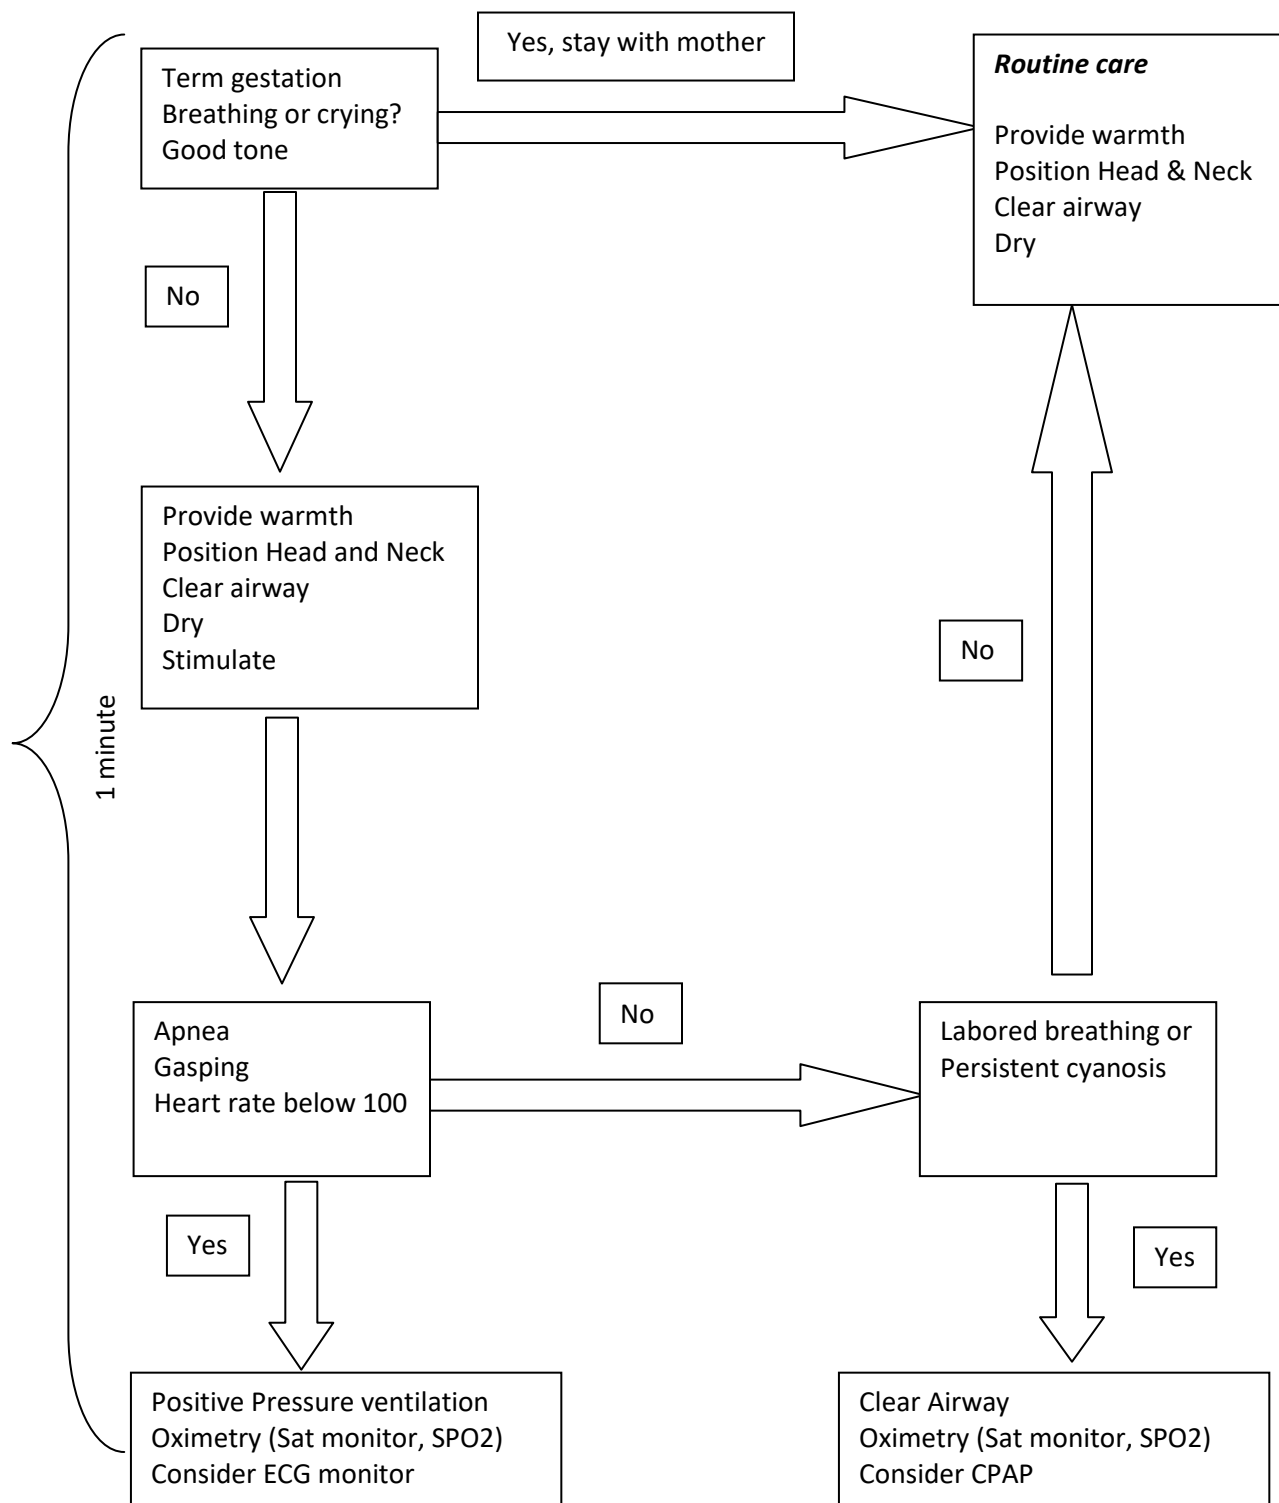 Yes, stay with mother
Term gestation
Breathing or crying?
Good tone
Routine care
Provide warmth
Position Head & Neck
Clear airway
Dry
No
Provide warmth
Position Head and Neck
Clear airway
Dry
Stimulate
No
1 minute
Apnea
Gasping
Heart rate below 100
No
Labored breathing or
Persistent cyanosis
Yes
Yes
Positive Pressure ventilation
Oximetry (Sat monitor, SPO2)
Consider ECG monitor
Clear Airway
Oximetry (Sat monitor, SPO2)
Consider CPAP